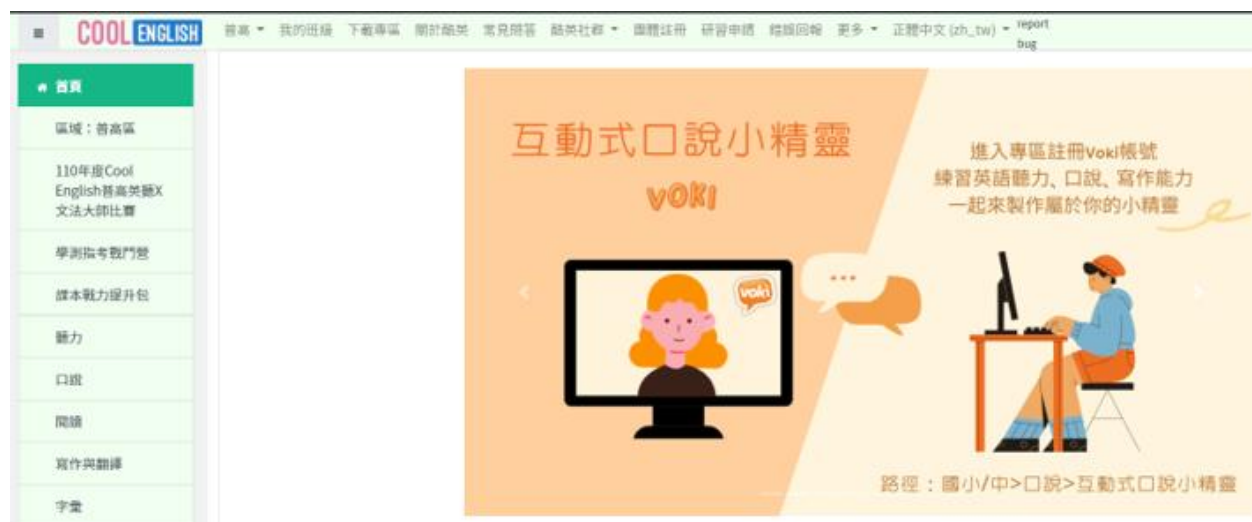 COOL ENGLISH
普高 我的班級 下載專區 關於酷英 常見問答 酷英社群 團體註冊 研習申請 錯誤回報 更多 正體中文 (zh_tw) report
bug
首頁
區域：普高區
110年度Cool
English普高英聽X
文法大師比賽
學測指考戰鬥營
課本戰力提升包
聽力
口說
閱讀
寫作與翻譯
字彙
互動式口說小精靈
VOKI
進入專區註冊Voki帳號
練習英語聽力、口說、寫作能力
一起來製作屬於你的小精靈
voki
路徑：國小/中>口說>互動式口說小精靈